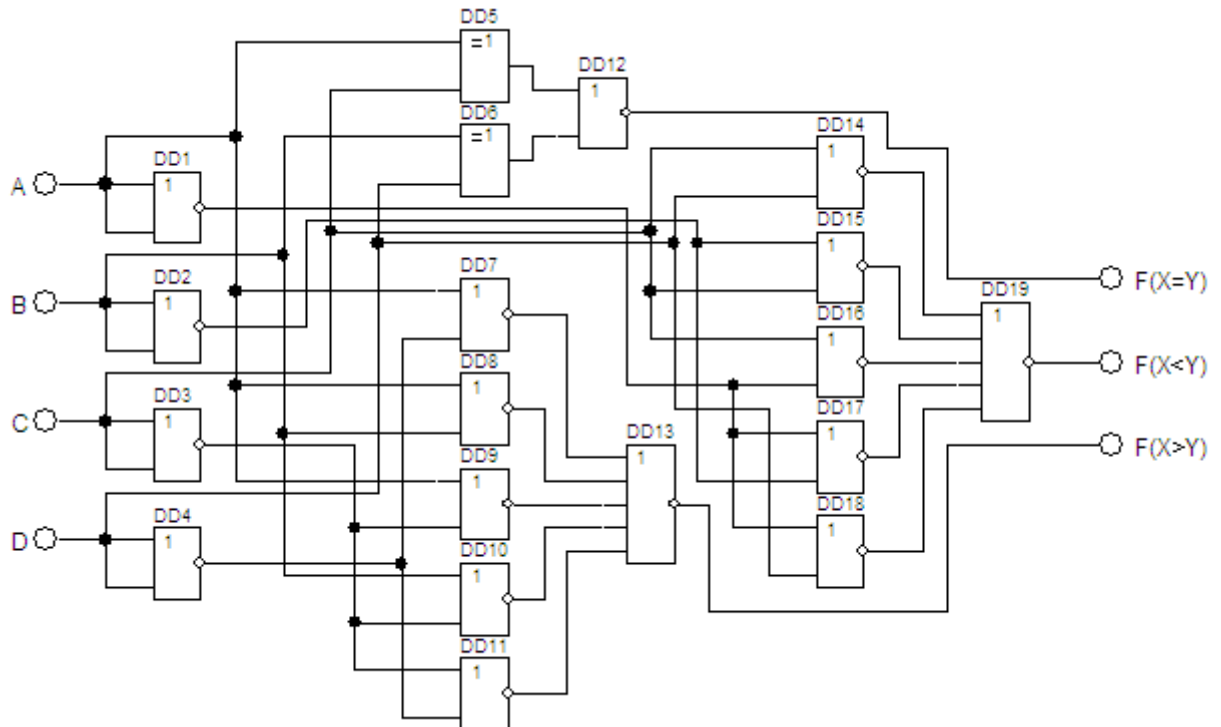 DD5
=1
DD12
1
DD6
=1
DD14
1
DD1
A
1
DD15
1
DD7
1
F(X=Y)
DD2
B
1
DD19
1
DD16
1
DD8
1
F(X<Y)
DD3
C
1
DD17
1
DD13
1
F(X>Y)
DD9
1
DD18
1
DD4
D
1
DD10
1
DD11
1